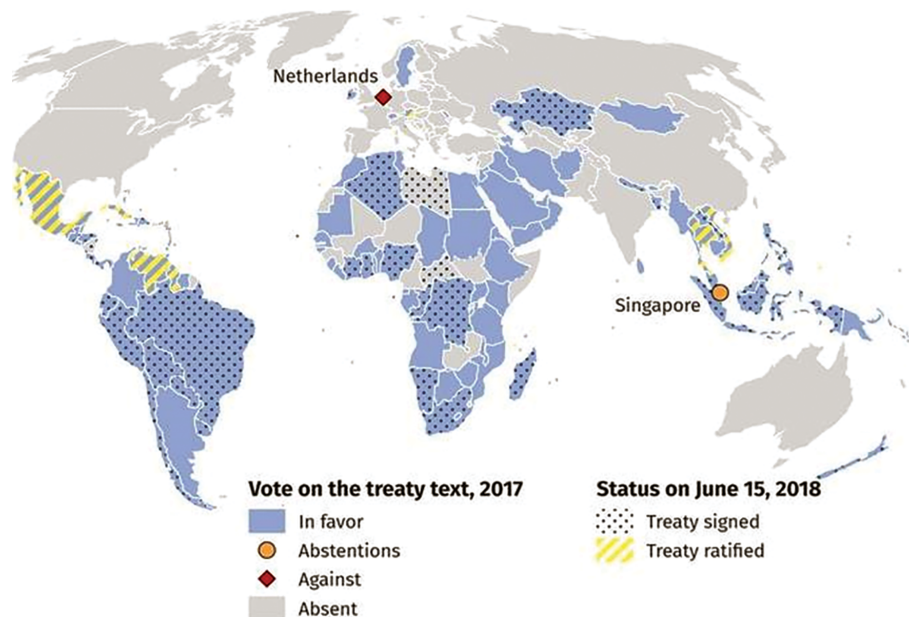 Netherlands
Singapore
Vote on the treaty text, 2017
In favor
Abstentions
Against
Absent
Status on June 15, 2018
Treaty signed
Treaty ratified